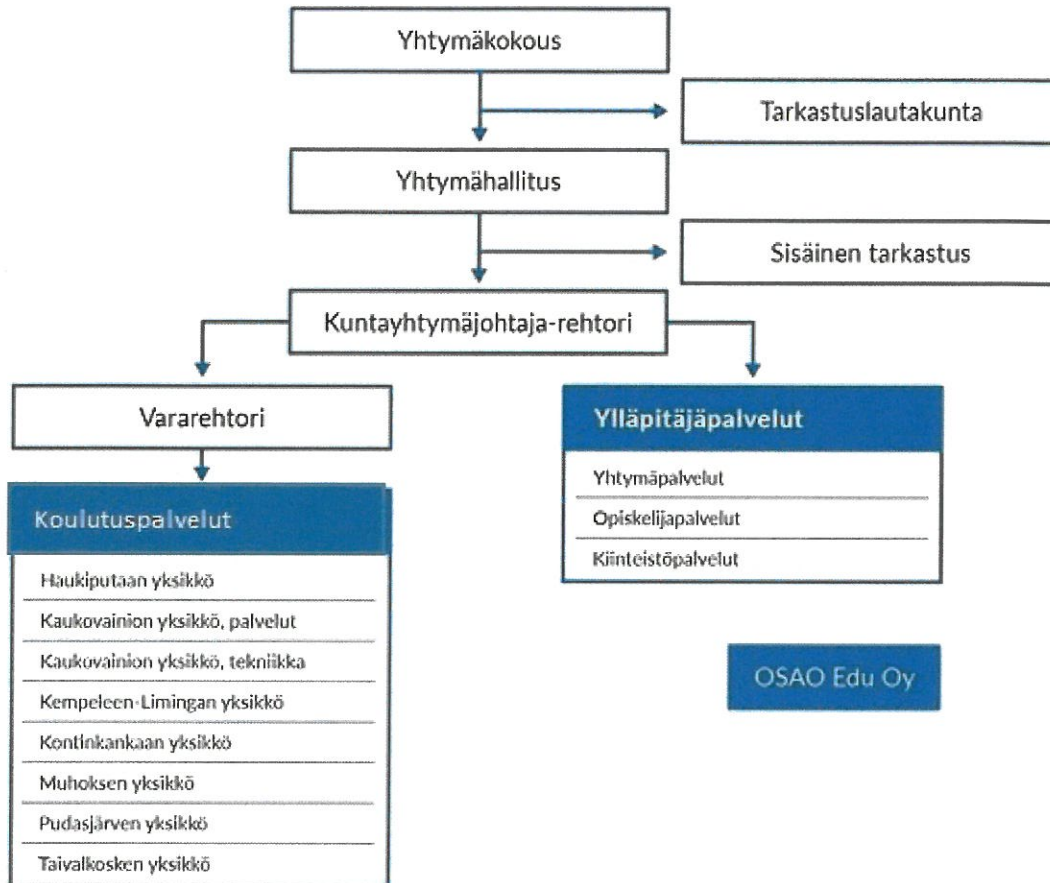 Yhtymäkokous
Tarkastuslautakunta
Yhtymähallitus
Sisäinen tarkastus
Kuntayhtymäjohtaja-rehtori
Vararehtori
Koulutuspalvelut
Haukiputaan yksikkö
Kaukovainion yksikkö, palvelut
Kaukovainion yksikkö, tekniikka
Kempeleen-Limingan yksikkö
Kontinkankaan yksikkö
Muhoksen yksikkö
Pudasjärven yksikkö
Taivalkosken yksikkö
Ylläpitäjäpalvelut
Yhtymäpalvelut
Opiskelijapalvelut
Kiinteistöpalvelut
OSAO Edu Oy